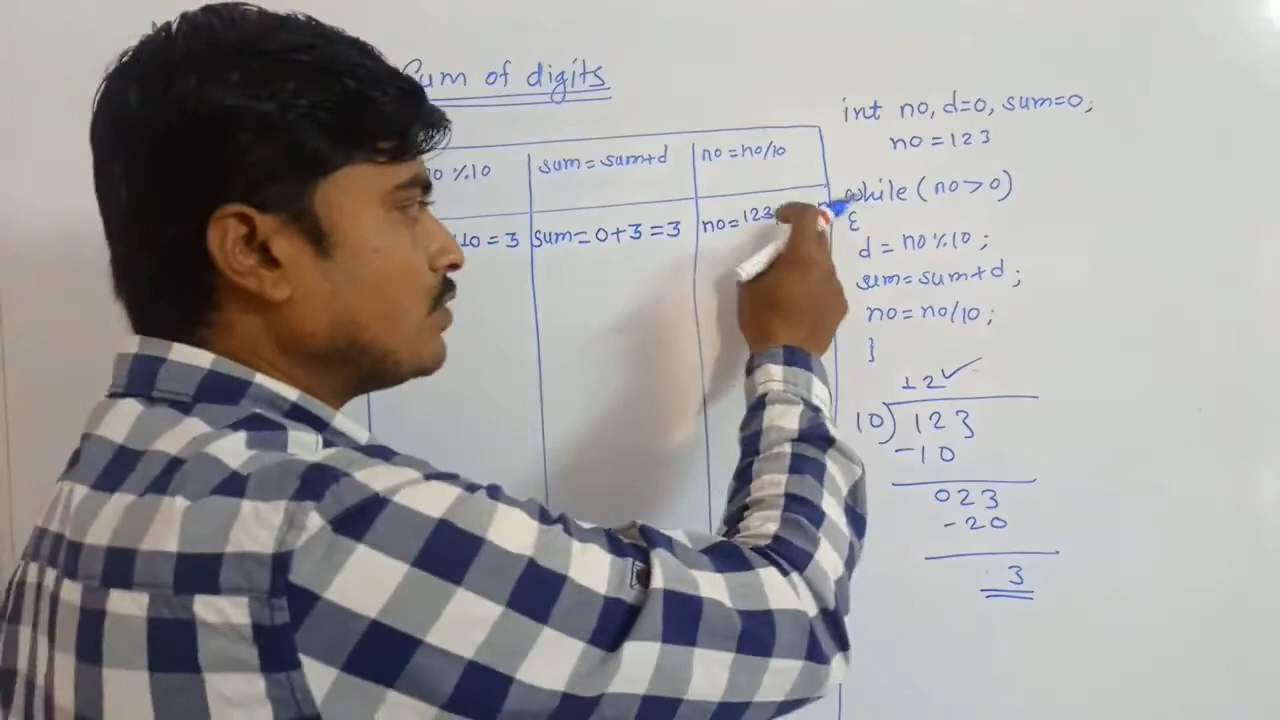 Sum of digits
no %10 sum=sum+d no=no/10
%10 = 3 sum=0+3=3 no=123
int no, d=0, sum=0;
no=123
while (no>0)
{
d = no%10;
sum=sum+d;
no=no/10;
}
12 ✓
10) 123
-10
023
-20
3